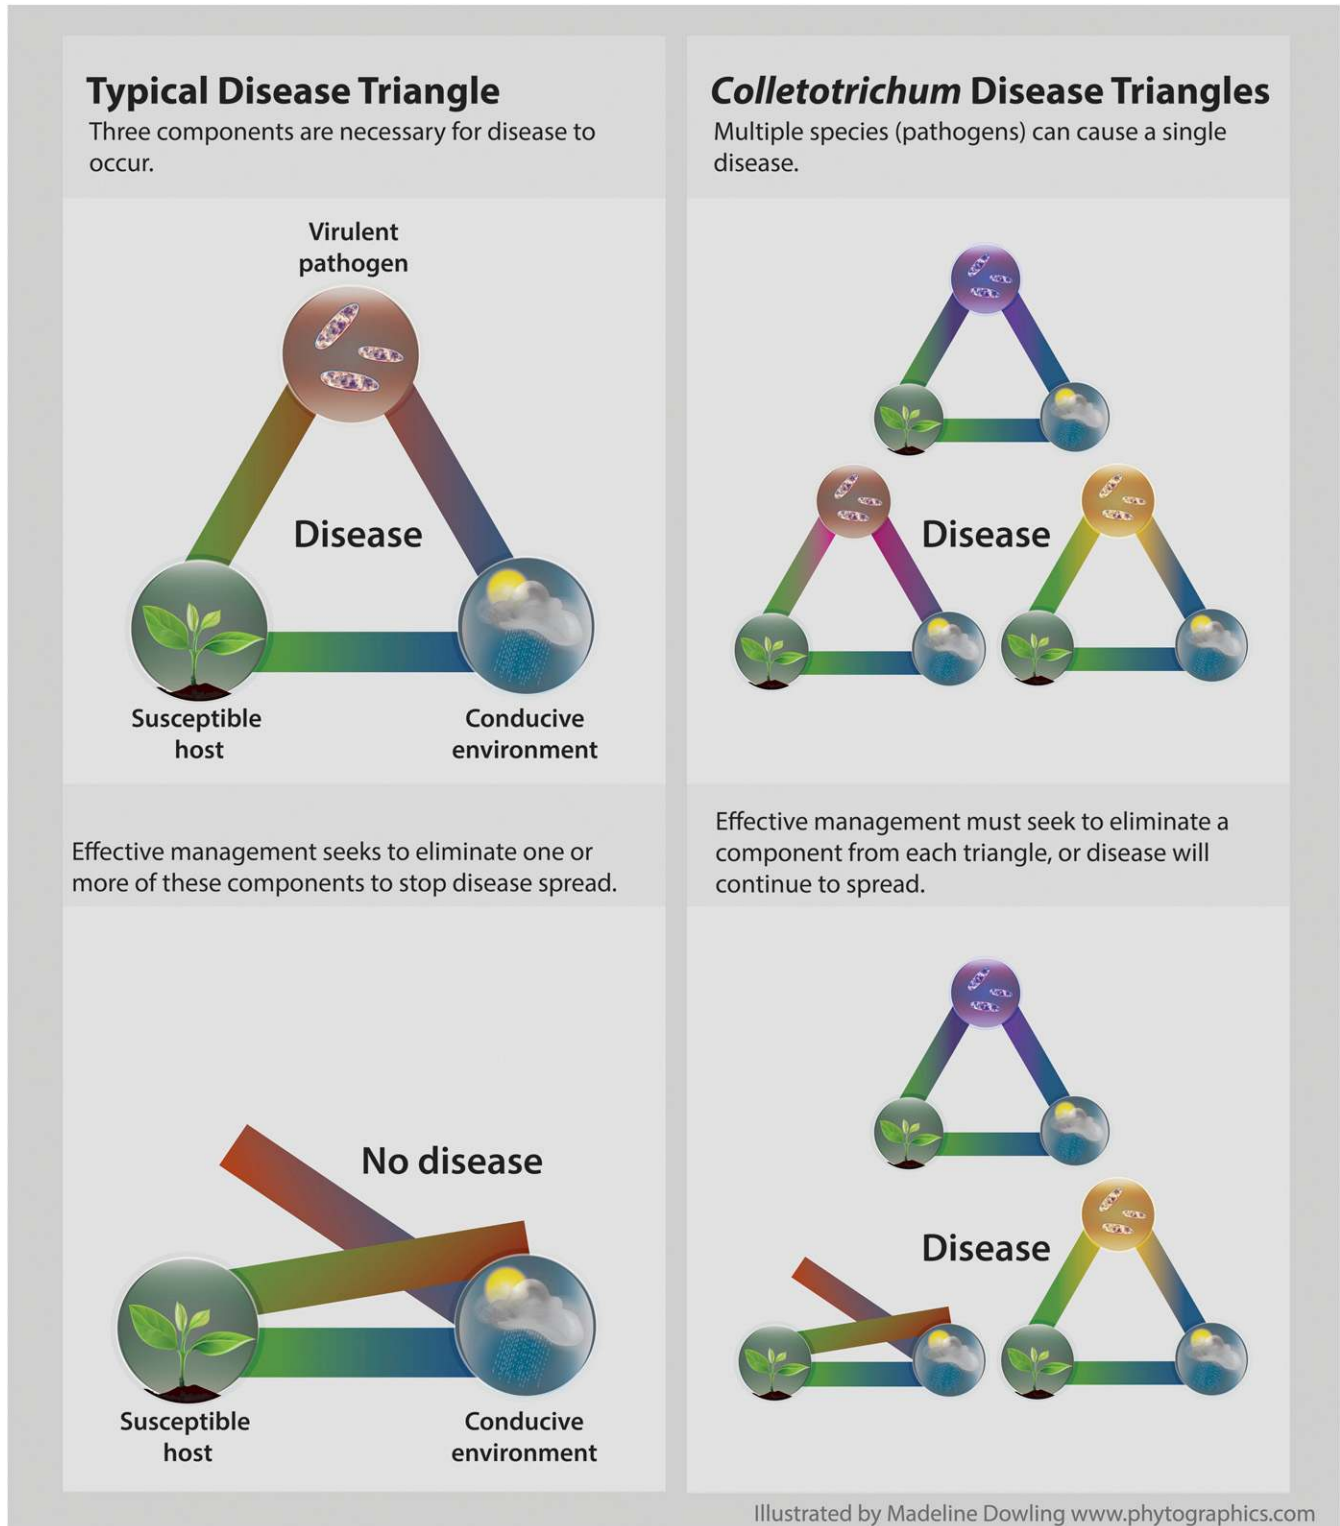 Typical Disease Triangle
Three components are necessary for disease to
occur.
Virulent
pathogen
Disease
Susceptible
host
Conducive
environment
Effective management seeks to eliminate one or
more of these components to stop disease spread.
No disease
Susceptible
host
Conducive
environment
Colletotrichum Disease Triangles
Multiple species (pathogens) can cause a single
disease.
Disease
Effective management must seek to eliminate a
component from each triangle, or disease will
continue to spread.
Disease
Illustrated by Madeline Dowling www.phytographics.com